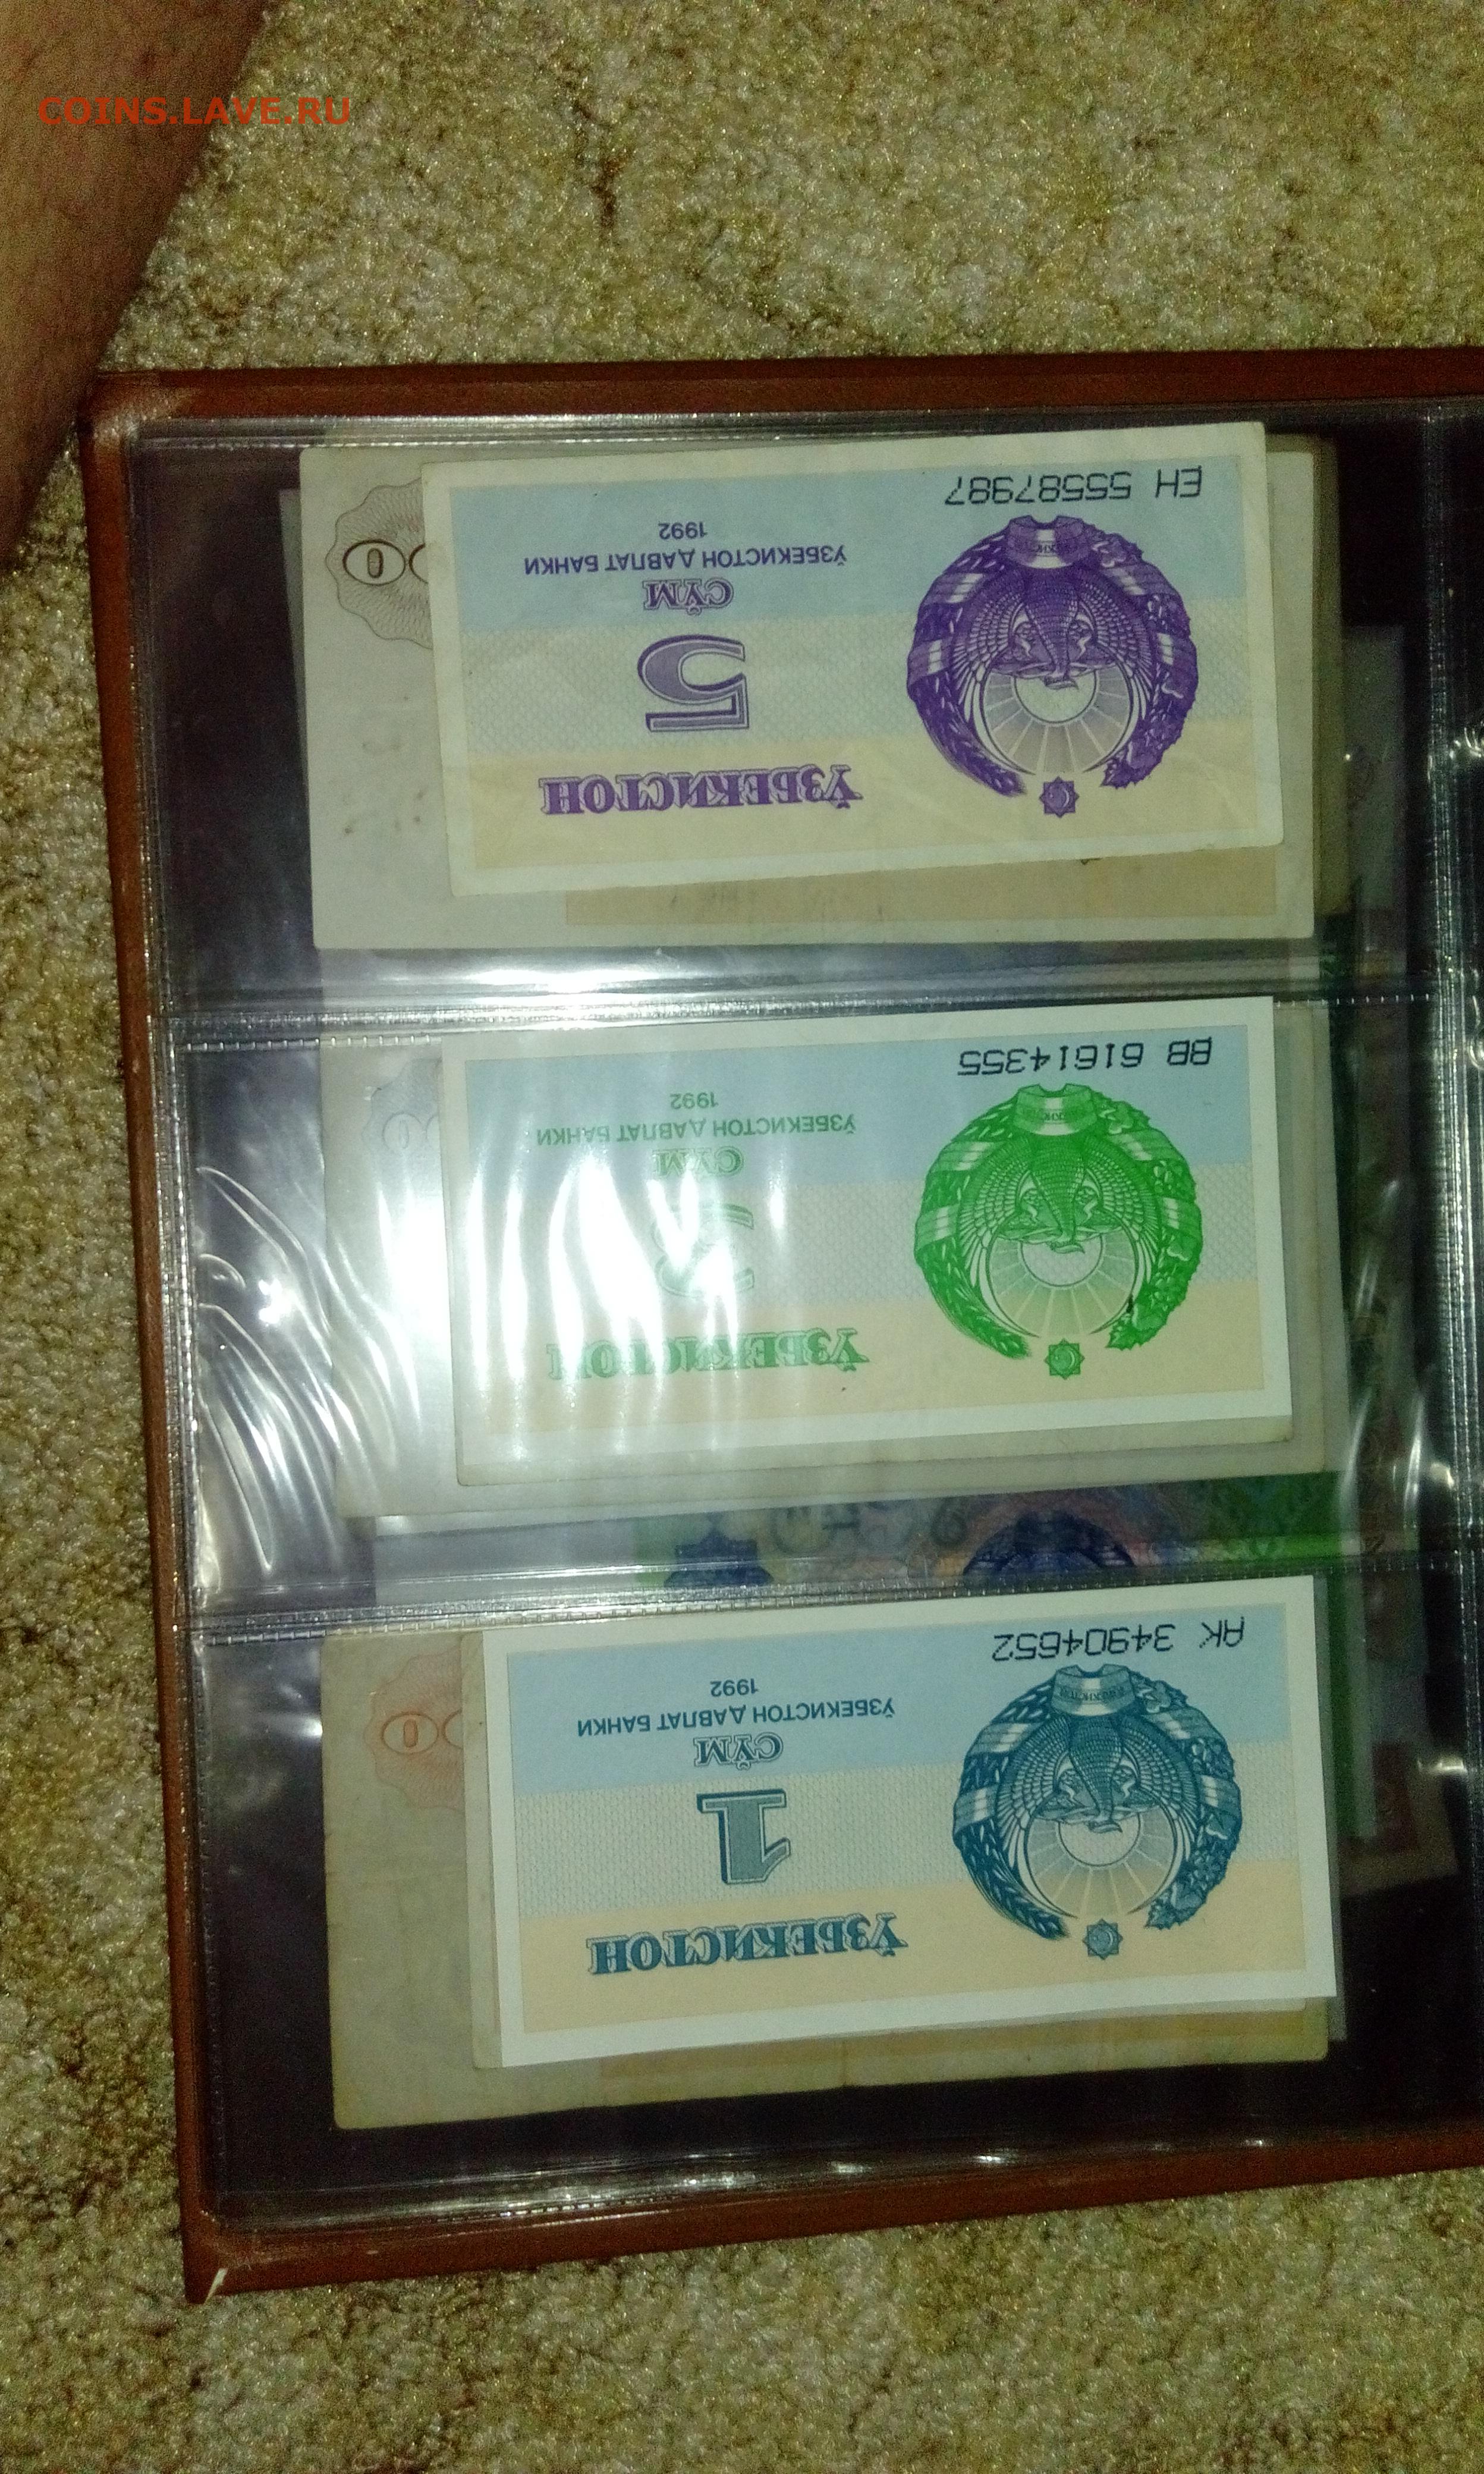 COINS.LAVE.RU
ЎЗБЕКИСТОН
1
СЎМ
ЎЗБЕКИСТОН ДАВЛАТ БАНКИ
1992
АК 34904652
ЎЗБЕКИСТОН
3
СЎМ
ЎЗБЕКИСТОН ДАВЛАТ БАНКИ
1992
ВВ 61614355
ЎЗБЕКИСТОН
5
СЎМ
ЎЗБЕКИСТОН ДАВЛАТ БАНКИ
1992
ЕН 55587987